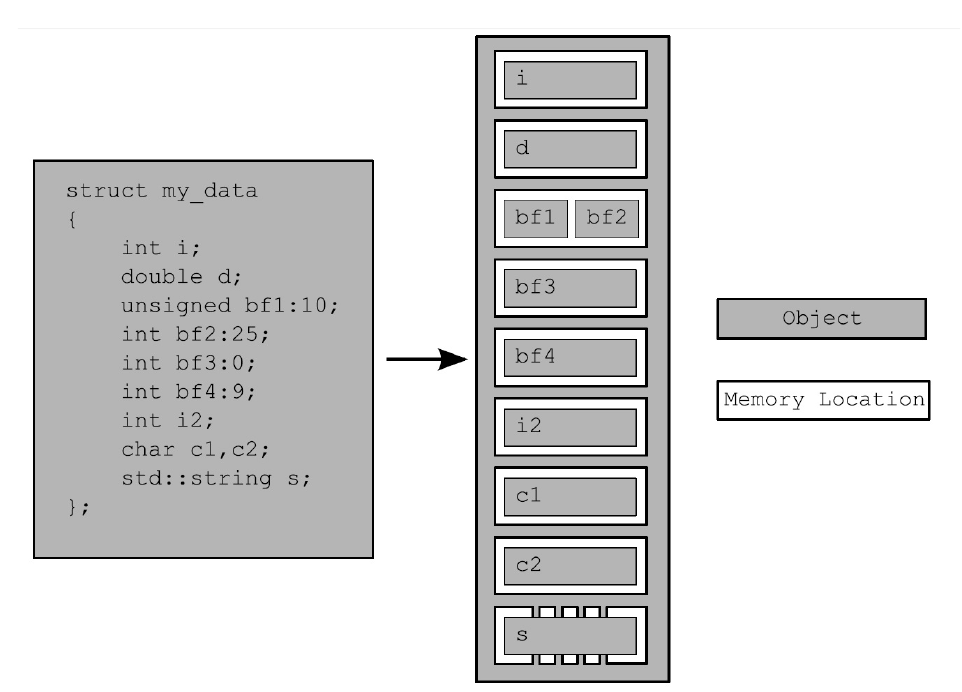 struct my_data
{
int i;
double d;
unsigned bf1:10;
int bf2:25;
int bf3:0;
int bf4:9;
int i2;
char c1,c2;
std::string s;
};
i
d
bf1 bf2
bf3
bf4
i2
c1
c2
s
Object
Memory Location